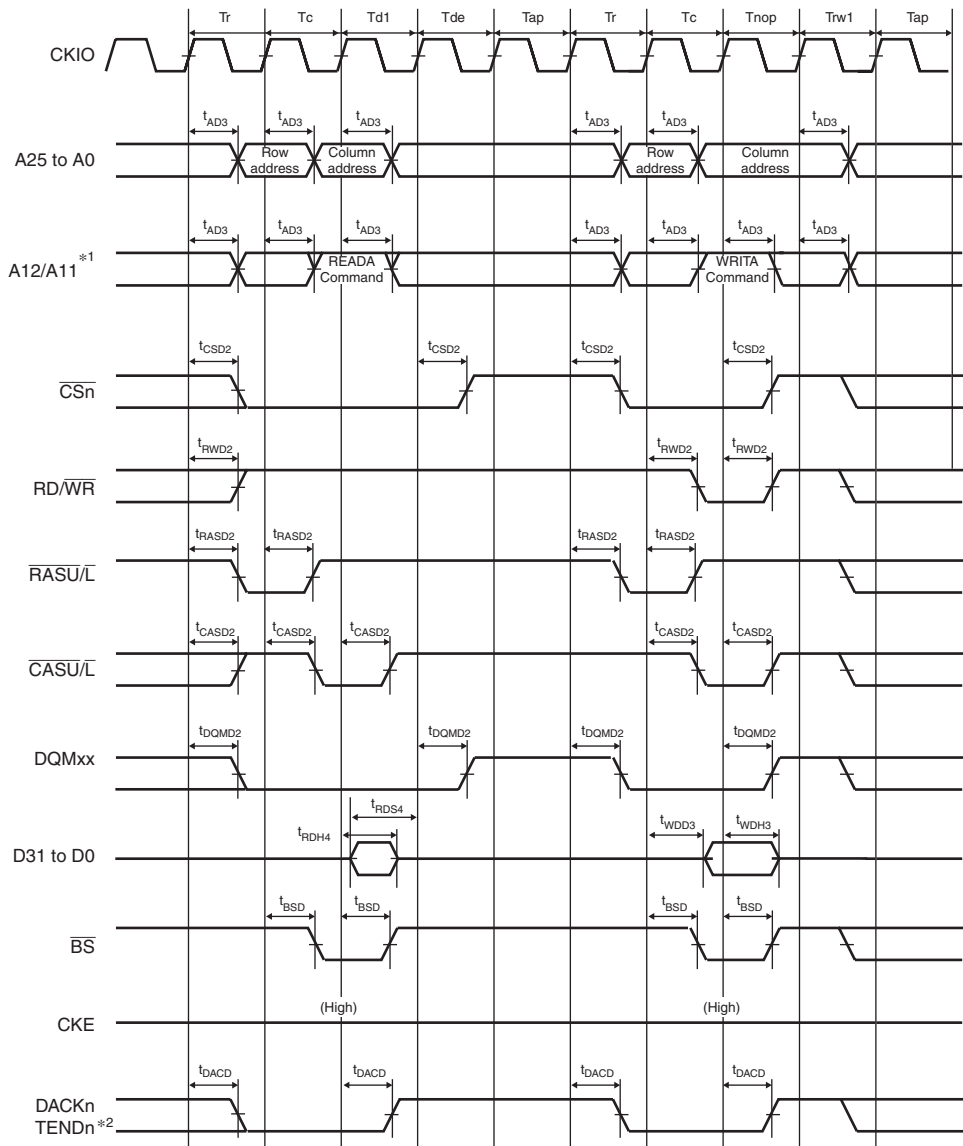 Tr Tc Td1 Tde Tap Tr Tc Tnop Trw1 Tap
CKIO
tAD3 tAD3 tAD3 tAD3 tAD3 tAD3
A25 to A0
Row address
Column address
Row address
Column address
tAD3 tAD3 tAD3 tAD3 tAD3 tAD3 tAD3
A12/A11*1
READA Command
WRITA Command
tCSD2 tCSD2 tCSD2 tCSD2
CSn
tRWD2 tRWD2 tRWD2
RD/WR
tRASD2 tRASD2 tRASD2 tRASD2
RASU/L
tCASD2 tCASD2 tCASD2 tCASD2 tCASD2
CASU/L
tDQMD2 tDQMD2 tDQMD2 tDQMD2
DQMxx
tRDS4
tRDH4 tWDD3 tWDH3
D31 to D0
tBSD tBSD tBSD tBSD
BS
(High) (High)
CKE
tDACD tDACD tDACD tDACD
DACKn
TENDn*2